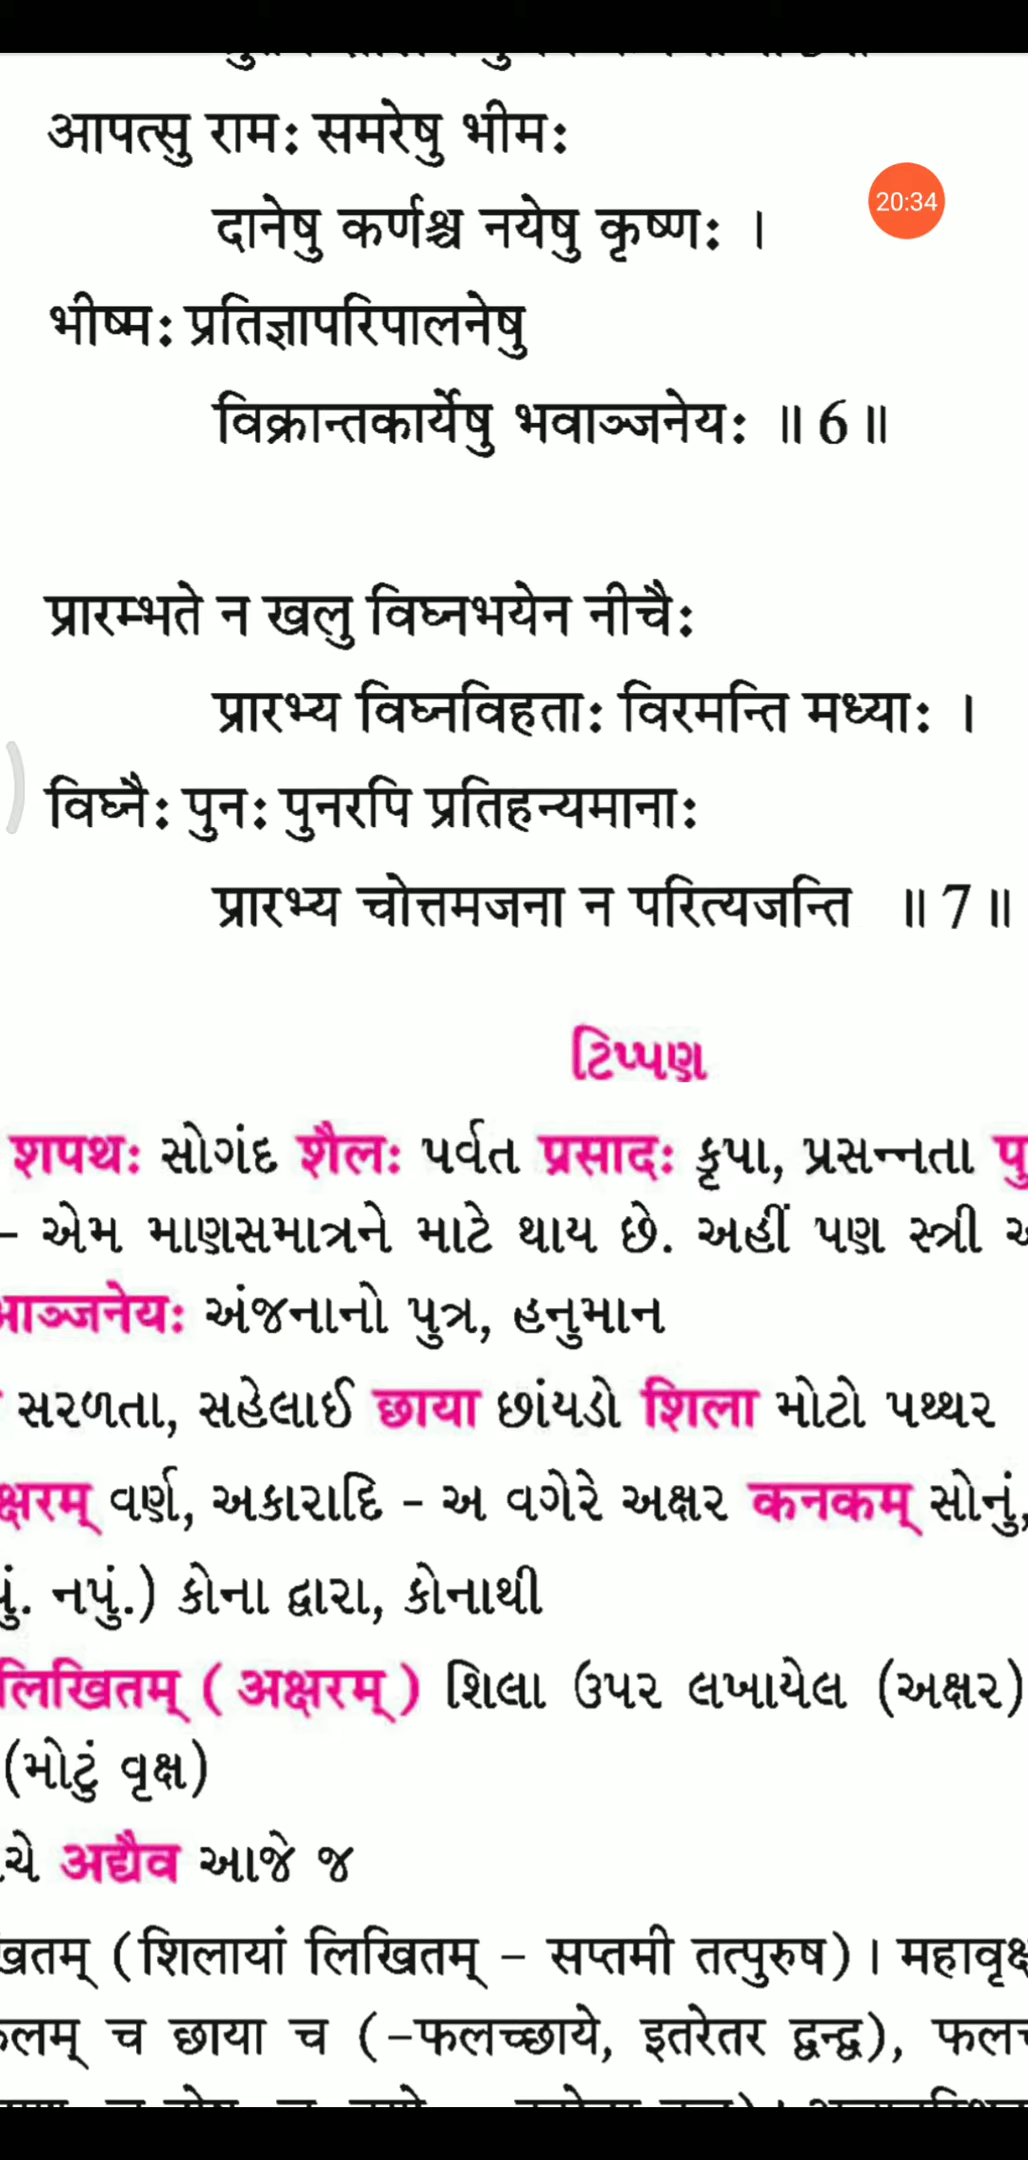 आपत्सु रामः समरेषु भीमः
20:34
दानेषु कर्णश्च नयेषु कृष्णः ।
भीष्मः प्रतिज्ञापरिपालनेषु
विक्रान्तकार्येषु भवाञ्जनेयः ॥ 6 ॥
प्रारम्भते न खलु विघ्नभयेन नीचैः
प्रारभ्य विघ्नविहताः विरमन्ति मध्याः ।
विघ्नैः पुनः पुनरपि प्रतिहन्यमानाः
प्रारभ्य चोत्तमजना न परित्यजन्ति ॥ 7 ॥
ટિપ્પણ
शपथः સોગંદ शैलः પર્વત प्रसादः કૃપા, પ્રસન્નતા पु
– એમ માણસમાત્રને માટે થાય છે. અહીં પણ સ્ત્રી
आञ्जनेयः અંજનાનો પુત્ર, હનુમાન
સરળતા, સહેલાઈ छाया છાંયડો शिला મોટો પથ્થર
क्षरम् વર્ણ, અકારાદિ - અ વગેરે અક્ષર कनकम् સોનું,
પું. નપું.) કોના દ્વારા, કોનાથી
लिखितम् ( अक्षरम् ) શિલા ઉપર લખાયેલ (અક્ષર)
(મોટું વૃક્ષ)
ચે अद्यैव આજે જ
खितम् (शिलायां लिखितम् – सप्तमी तत्पुरुष)। महावृक्ष
फलम् च छाया च (–फलच्छाये, इतरेतर द्वन्द्व), फलच